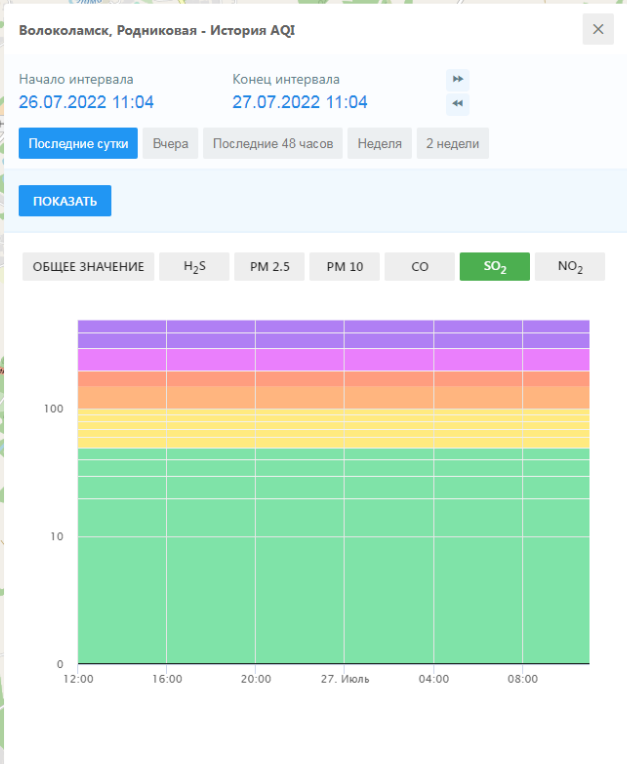 Волоколамск, Родниковая - История AQI
Начало интервала
Конец интервала
26.07.2022 11:04
27.07.2022 11:04
Последние сутки
Вчера
Последние 48 часов
Неделя
2 недели
ПОКАЗАТЬ
ОБЩЕЕ ЗНАЧЕНИЕ
H₂S
PM 2.5
PM 10
CO
SO₂
NO₂
100
10
0
12:00
16:00
20:00
27. Июль
04:00
08:00